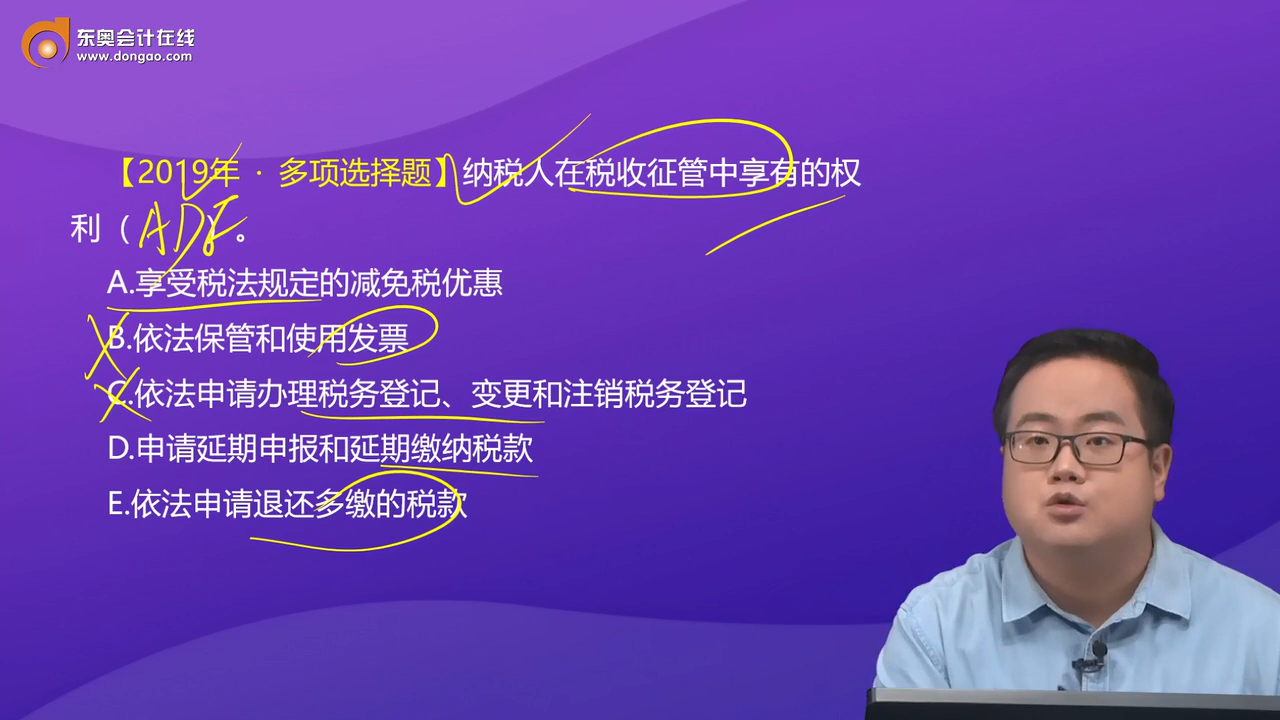 东奥会计在线
www.dongao.com
【2019年·多项选择题】纳税人在税收征管中享有的权
利（ADE）。
A.享受税法规定的减免税优惠
B.依法保管和使用发票
C.依法申请办理税务登记、变更和注销税务登记
D.申请延期申报和延期缴纳税款
E.依法申请退还多缴的税款